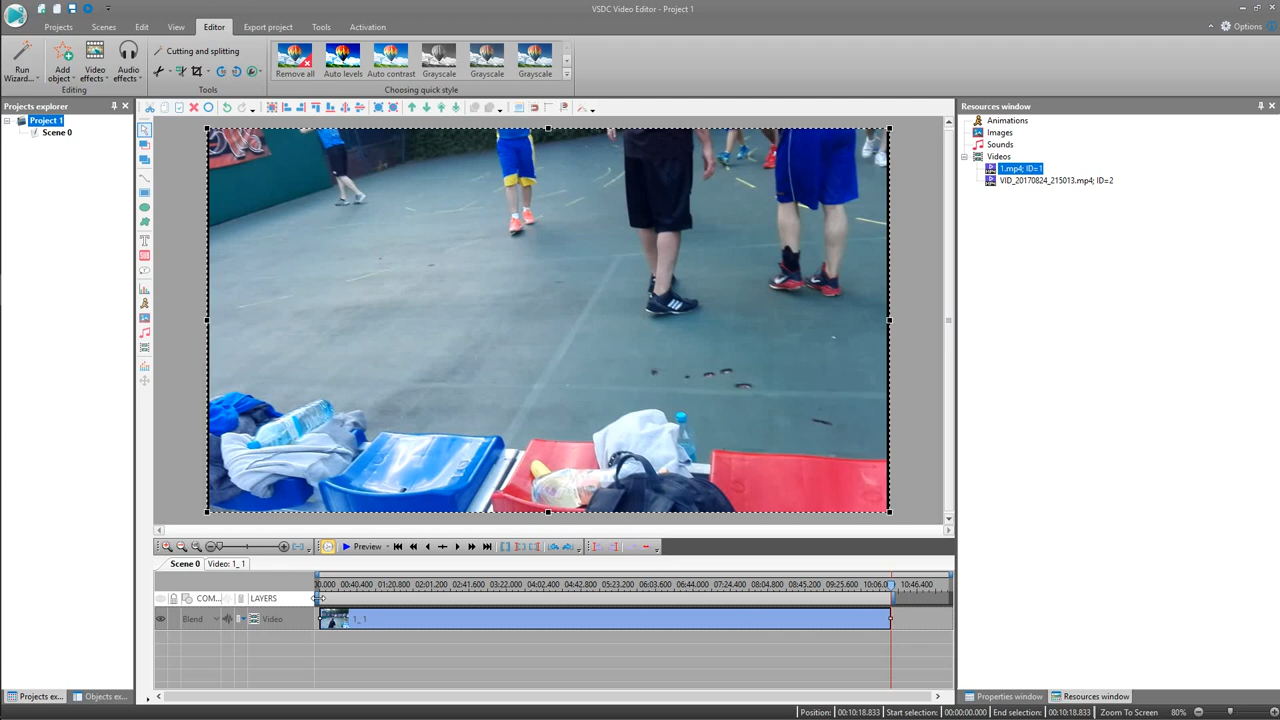 VSDC Video Editor - Project 1
Projects Scenes Edit View Editor Export project Tools Activation
Options
Run Wizard...
Add object
Video effects
Audio effects
Editing
Cutting and splitting
Tools
Remove all
Auto levels
Auto contrast
Grayscale
Grayscale
Grayscale
Choosing quick style
Projects explorer
Project 1
Scene 0
Resources window
Animations
Images
Sounds
Videos
1.mp4; ID=1
VID_20170824_215013.mp4; ID=2
Preview
Scene 0 Video: 1_ 1
00.000 00:40.400 01:20.800 02:01.200 02:41.600 03:22.000 04:02.400 04:42.800 05:23.200 06:03.600 06:44.000 07:24.400 08:04.800 08:45.200 09:25.600 10:06.0 10:46.400
COM... LAYERS
Blend Video 1_ 1
Projects ex... Objects ex...
Properties window Resources window
Position: 00:10:18.833 Start selection: 00:00:00.000 End selection: 00:10:18.833 Zoom To Screen 80%